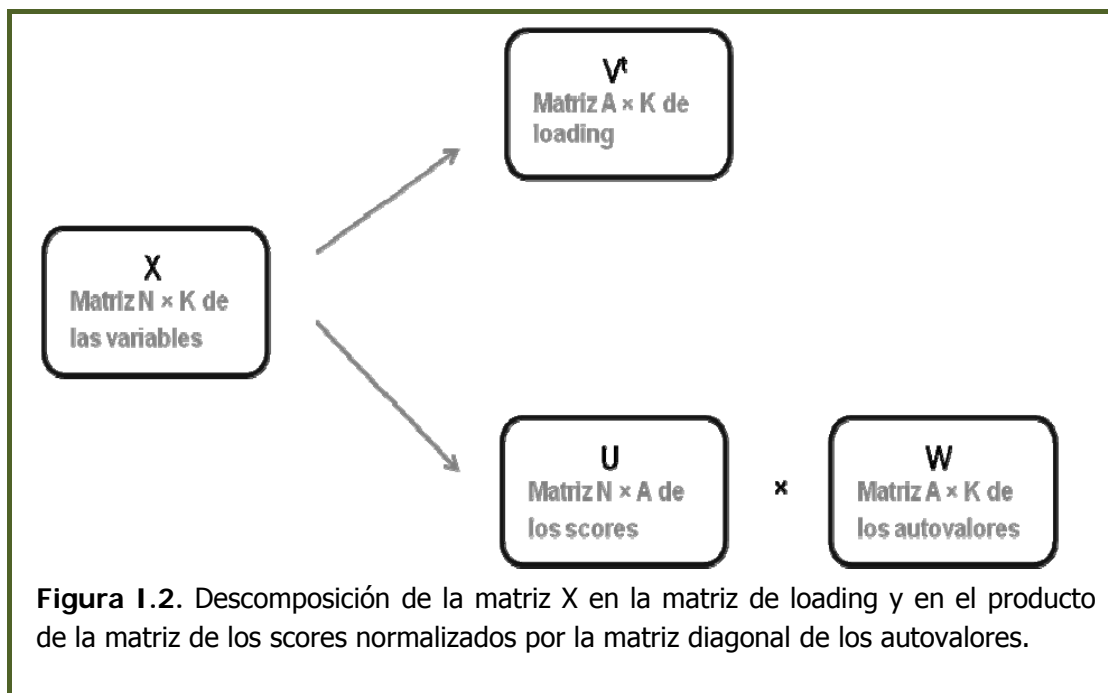 Vᵗ
Matriz A × K de
loading
X
Matriz N × K de
las variables
U
Matriz N × A de
los scores
×
W
Matriz A × K de
los autovalores
Figura I.2. Descomposición de la matriz X en la matriz de loading y en el producto
de la matriz de los scores normalizados por la matriz diagonal de los autovalores.